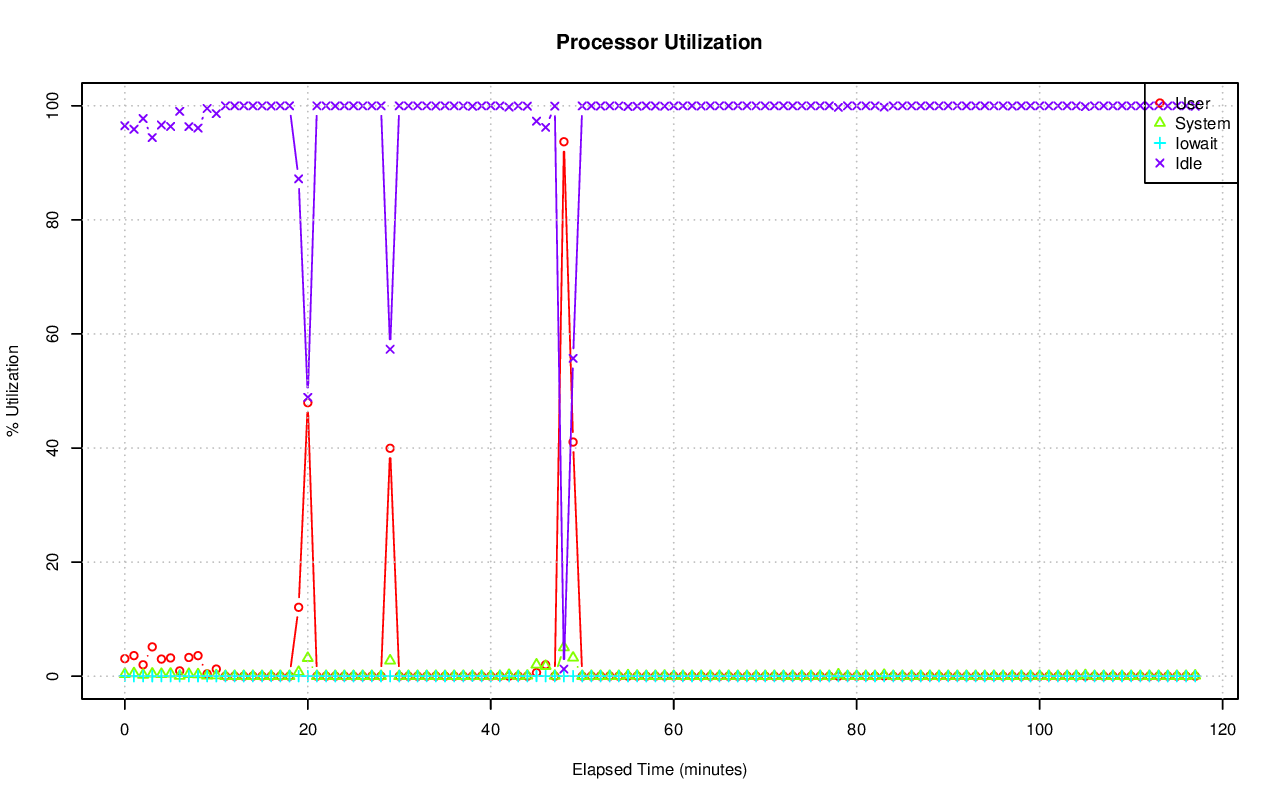 Processor Utilization
% Utilization
100
80
60
40
20
0
User
System
Iowait
Idle
0 20 40 60 80 100 120
Elapsed Time (minutes)